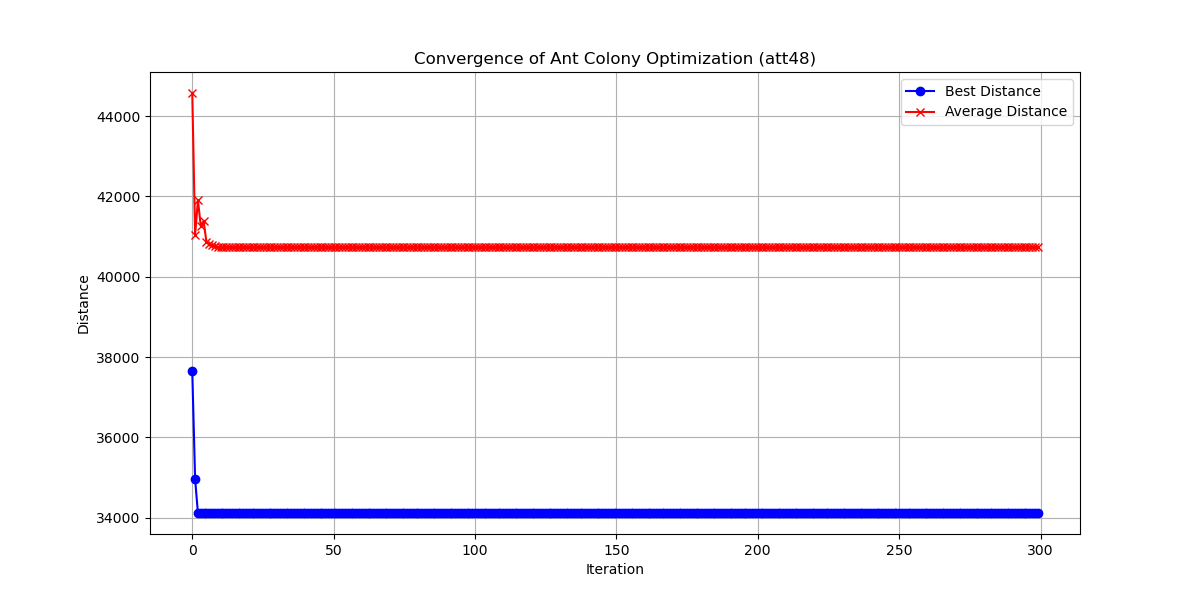 Convergence of Ant Colony Optimization (att48)
Best Distance
Average Distance
44000
42000
40000
38000
36000
34000
Distance
0 50 100 150 200 250 300
Iteration